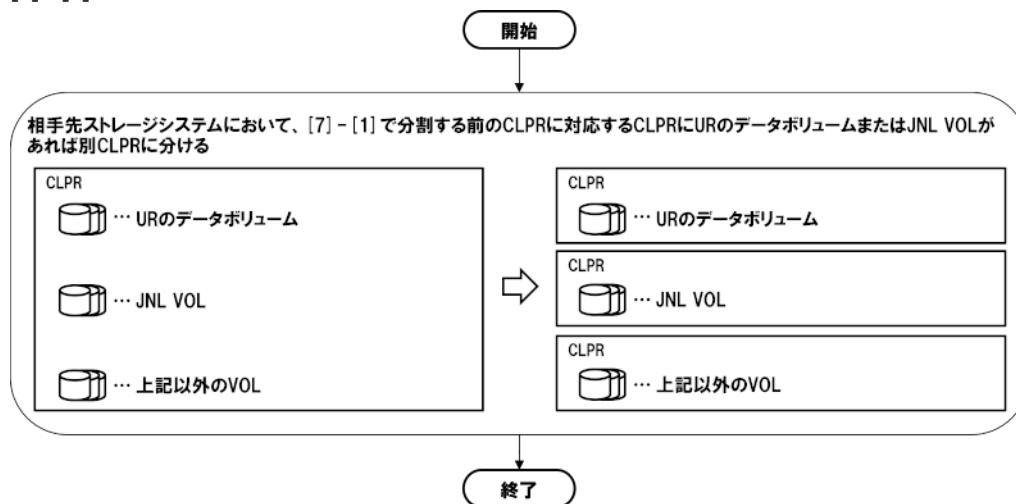 開始
相手先ストレージシステムにおいて、[7]-[1]で分割する前のCLPRに対応するCLPRにURのデータボリュームまたはJNL VOLが
あれば別CLPRに分ける
CLPR
… URのデータボリューム
… JNL VOL
… 上記以外のVOL
CLPR
… URのデータボリューム
CLPR
… JNL VOL
CLPR
… 上記以外のVOL
終了